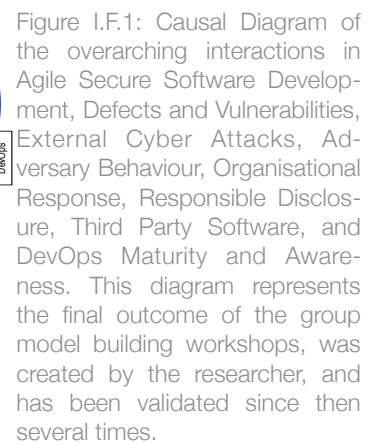 Figure I.F.1: Causal Diagram of
the overarching interactions in
Agile Secure Software Develop-
ment, Defects and Vulnerabilities,
External Cyber Attacks, Ad-
versary Behaviour, Organisational
Response, Responsible Disclos-
ure, Third Party Software, and
DevOps Maturity and Aware-
ness. This diagram represents
the final outcome of the group
model building workshops, was
created by the researcher, and
has been validated since then
several times.
DevOps